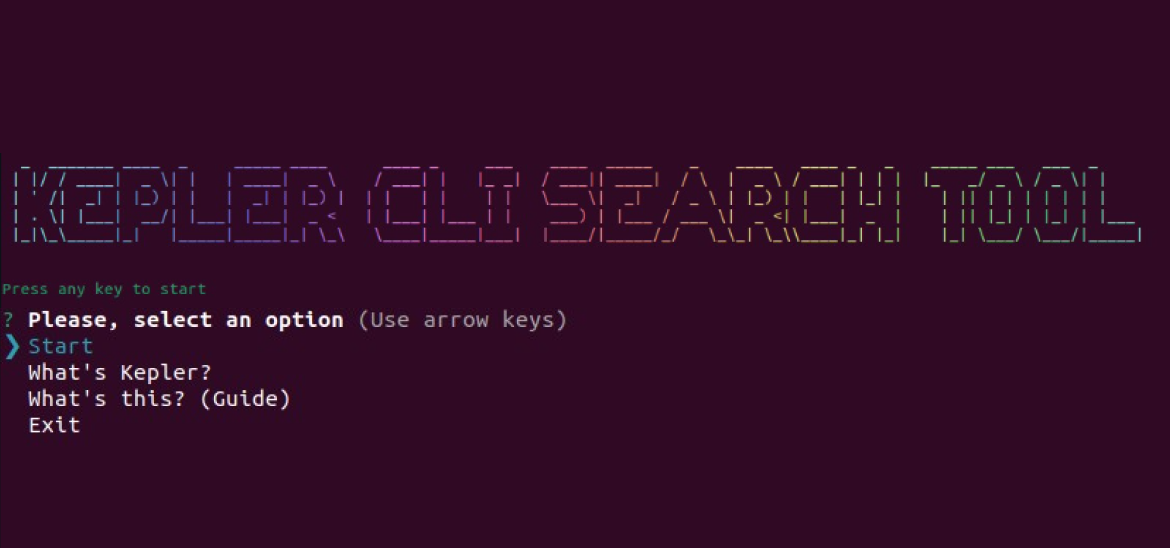 KEPLER CLI SEARCH TOOL
Press any key to start
? Please, select an option (Use arrow keys)
❯ Start
What's Kepler?
What's this? (Guide)
Exit